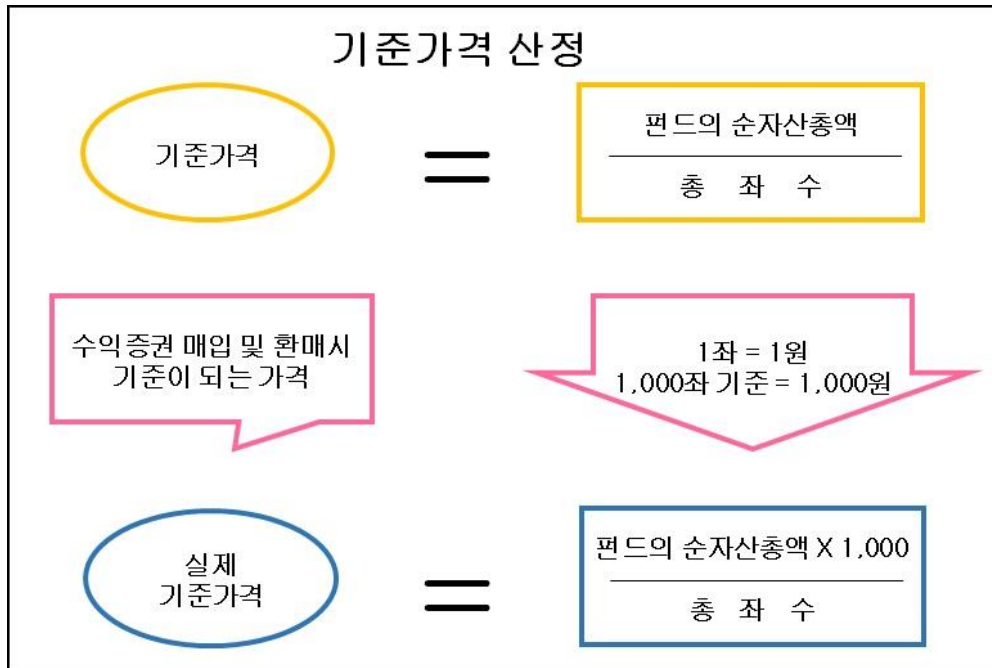 기준가격 산정
기준가격
=
펀드의 순자산총액
총 좌 수
수익증권 매입 및 환매시
기준이 되는 가격
1좌 = 1원
1,000좌 기준 = 1,000원
실제
기준가격
=
펀드의 순자산총액 X 1,000
총 좌 수